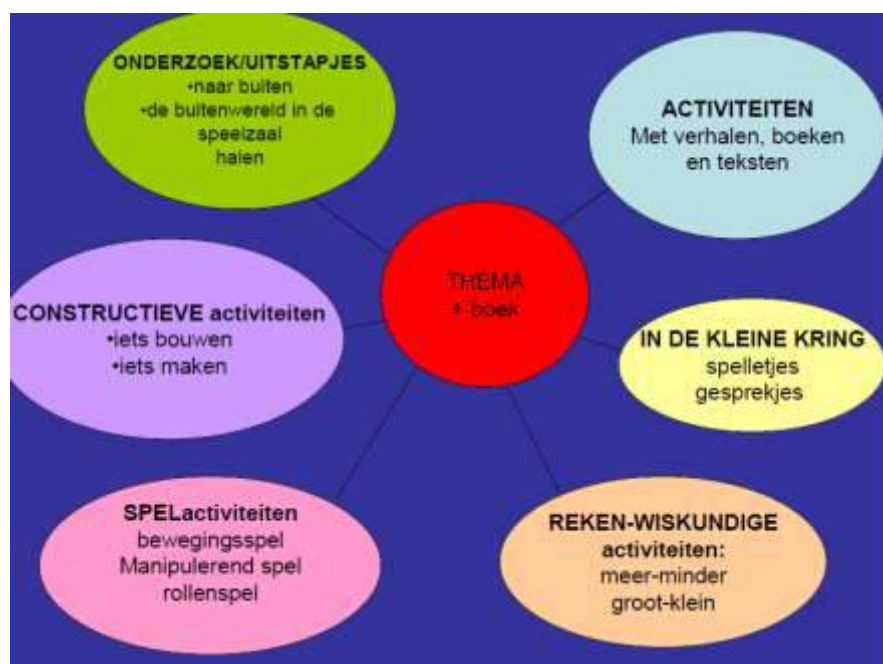 ONDERZOEK/UITSTAPJES
•naar buiten
•de buitenwereld in de
speelzaal
halen
ACTIVITEITEN
Met verhalen, boeken
en teksten
THEMA
+ boek
CONSTRUCTIEVE activiteiten
•iets bouwen
•iets maken
IN DE KLEINE KRING
spelletjes
gesprekjes
SPELactiviteiten
bewegingsspel
Manipulerend spel
rollenspel
REKEN-WISKUNDIGE
activiteiten:
meer-minder
groot-klein